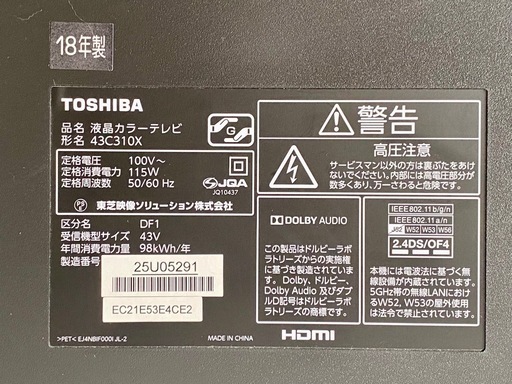 18年製
TOSHIBA
品名 液晶カラーテレビ
形名 43C310X
定格電圧: 100V～
定格消費電力: 115W
定格周波数: 50/60 Hz
JQA
JQ10437
PSE 東芝映像ソリューション株式会社
区分名 DF1
受信機型サイズ 43V
年間消費電力量 98kWh/年
製造番号
25U05291
EC21E53E4CE2
>PET< EJ4NBIF000I JL-2
MADE IN CHINA
G
警告
高圧注意
サービスマン以外の方は裏ぶたをあけ
ないでください。内部には高電圧部分が
数多くあり、万一さわると危険です。
DOLBY AUDIO
この製品はドルビーラボ
ラトリーズからの実施権
に基づき製造されています。
Dolby、ドルビー、
Dolby Audio 及びダブ
ルD記号はドルビーラボ
ラトリーズの商標です。
HDMI
IEEE802.11b/g/n
IEEE802.11a/n
J52 W52 W53 W56
2.4DS/OF4
本機には電波法に基づく無
線設備が内蔵されています。
5GHz帯の無線LANにおけ
るW52、W53の屋外使用
は法令で禁止されています。